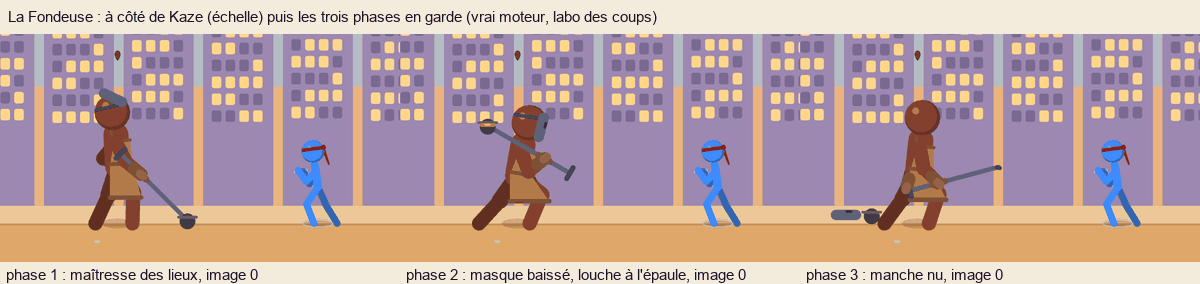 La Fondeuse : à côté de Kaze (échelle) puis les trois phases en garde (vrai moteur, labo des coups)
phase 1 : maîtresse des lieux, image 0
phase 2 : masque baissé, louche à l'épaule, image 0
phase 3 : manche nu, image 0